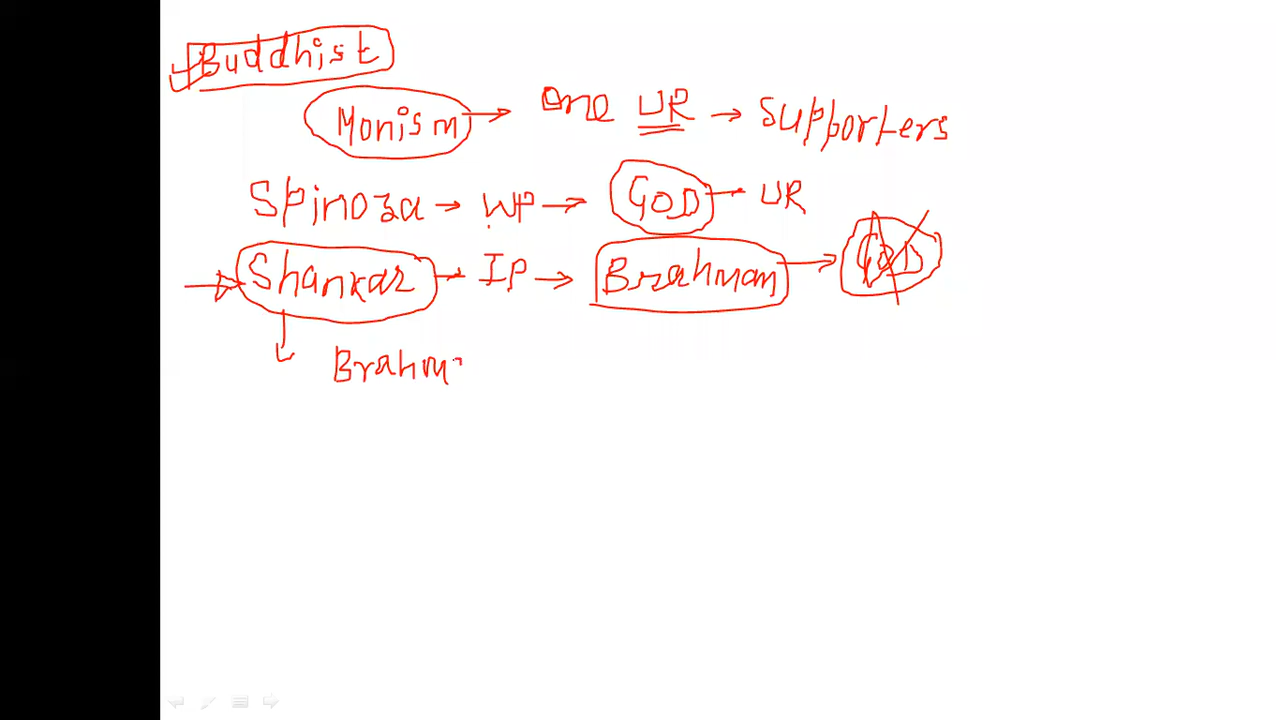 Buddhist
Monism → One UR → Supporters
Spinoza → WP → GOD — UR
Shankar → IP → Brahman → GOD
Brahm